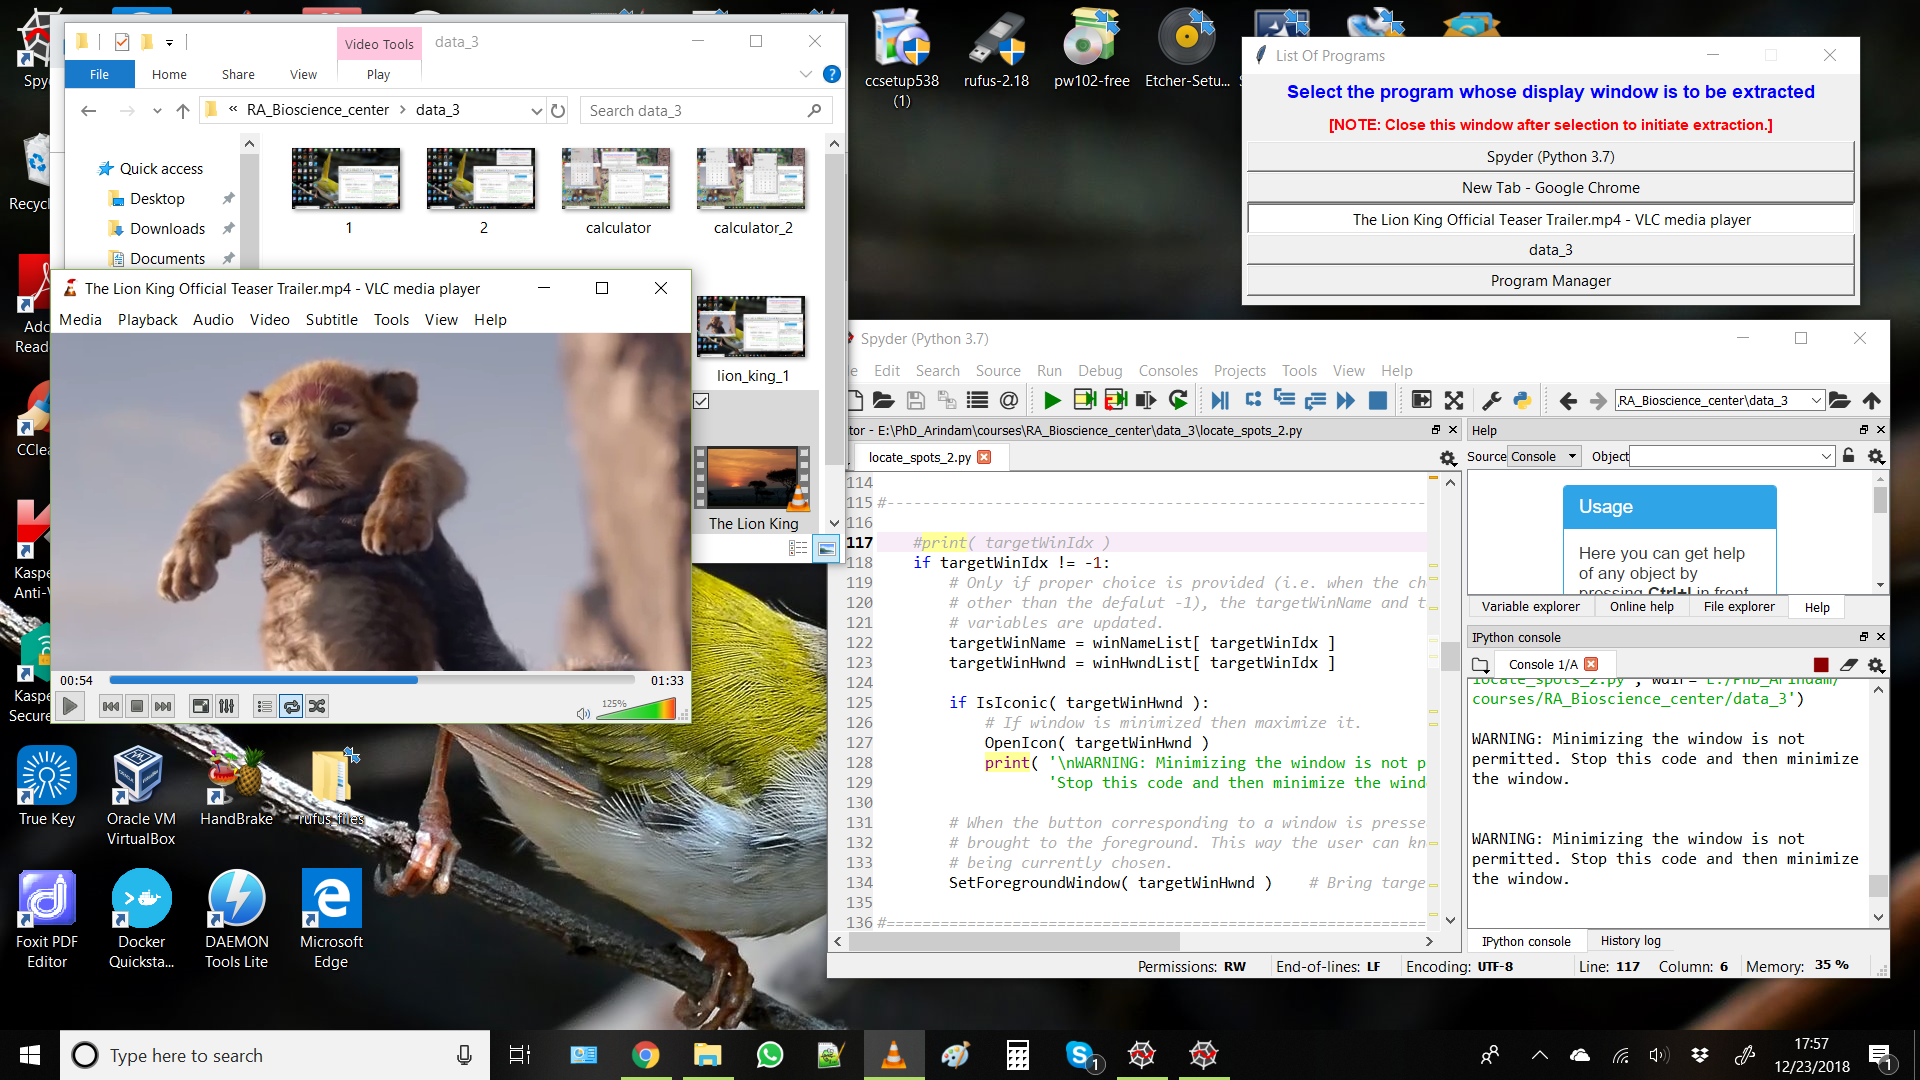 Video Tools
data_3
File
Home
Share
View
Play
« RA_Bioscience_center > data_3
Search data_3
Quick access
Desktop
Downloads
Documents
1
2
calculator
calculator_2
lion_king_1
The Lion King
The Lion King Official Teaser Trailer.mp4 - VLC media player
Media Playback Audio Video Subtitle Tools View Help
00:54
01:33
125%
ccsetup538
(1)
rufus-2.18
pw102-free
Etcher-Setu...
List Of Programs
Select the program whose display window is to be extracted
[NOTE: Close this window after selection to initiate extraction.]
Spyder (Python 3.7)
New Tab - Google Chrome
The Lion King Official Teaser Trailer.mp4 - VLC media player
data_3
Program Manager
Spyder (Python 3.7)
Edit Search Source Run Debug Consoles Projects Tools View Help
RA_Bioscience_center\data_3
tor - E:\PhD_Arindam\courses\RA_Bioscience_center\data_3\locate_spots_2.py
locate_spots_2.py
114
115 #------------------------------------------------------------
116
117 #print( targetWinIdx )
118 if targetWinIdx != -1:
119 # Only if proper choice is provided (i.e. when the ch
120 # other than the defalut -1), the targetWinName and t
121 # variables are updated.
122 targetWinName = winNameList[ targetWinIdx ]
123 targetWinHwnd = winHwndList[ targetWinIdx ]
124
125 if IsIconic( targetWinHwnd ):
126 # If window is minimized then maximize it.
127 OpenIcon( targetWinHwnd )
128 print( '\nWARNING: Minimizing the window is not p
129 'Stop this code and then minimize the wind
130
131 # When the button corresponding to a window is presse
132 # brought to the foreground. This way the user can kn
133 # being currently chosen.
134 SetForegroundWindow( targetWinHwnd ) # Bring targe
135
136 #============================================================
Permissions: RW End-of-lines: LF Encoding: UTF-8 Line: 117 Column: 6 Memory: 35 %
Help
Source Console Object
Usage
Here you can get help
of any object by
pressing Ctrl+I in front
Variable explorer Online help File explorer Help
IPython console
Console 1/A
locate_spots_2.py', wdir='E:/PhD_Arindam/
courses/RA_Bioscience_center/data_3')
WARNING: Minimizing the window is not
permitted. Stop this code and then minimize
the window.
WARNING: Minimizing the window is not
permitted. Stop this code and then minimize
the window.
IPython console History log
Spy
Recycl
Ado
Read
CCle
Kaspe
Anti-V
Kaspe
Secure
True Key
Oracle VM
VirtualBox
HandBrake
rufus_files
Foxit PDF
Editor
Docker
Quicksta...
DAEMON
Tools Lite
Microsoft
Edge
Type here to search
1
17:57
12/23/2018
1